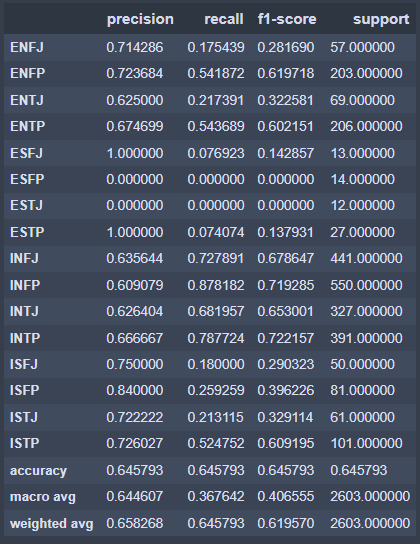 precision recall f1-score support
ENFJ 0.714286 0.175439 0.281690 57.000000
ENFP 0.723684 0.541872 0.619718 203.000000
ENTJ 0.625000 0.217391 0.322581 69.000000
ENTP 0.674699 0.543689 0.602151 206.000000
ESFJ 1.000000 0.076923 0.142857 13.000000
ESFP 0.000000 0.000000 0.000000 14.000000
ESTJ 0.000000 0.000000 0.000000 12.000000
ESTP 1.000000 0.074074 0.137931 27.000000
INFJ 0.635644 0.727891 0.678647 441.000000
INFP 0.609079 0.878182 0.719285 550.000000
INTJ 0.626404 0.681957 0.653001 327.000000
INTP 0.666667 0.787724 0.722157 391.000000
ISFJ 0.750000 0.180000 0.290323 50.000000
ISFP 0.840000 0.259259 0.396226 81.000000
ISTJ 0.722222 0.213115 0.329114 61.000000
ISTP 0.726027 0.524752 0.609195 101.000000
accuracy 0.645793 0.645793 0.645793 0.645793
macro avg 0.644607 0.367642 0.406555 2603.000000
weighted avg 0.658268 0.645793 0.619570 2603.000000